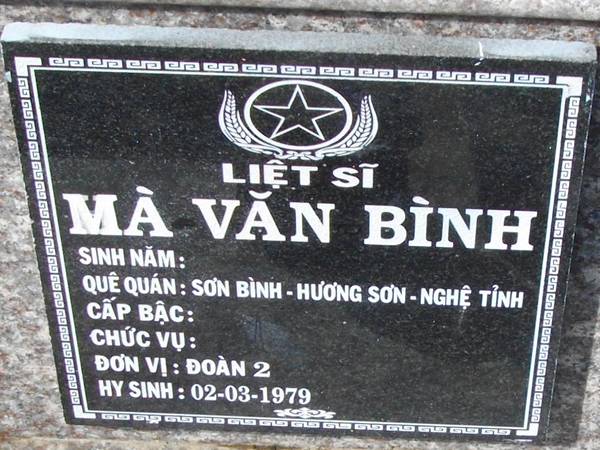 LIỆT SĨ
MÀ VĂN BÌNH
SINH NĂM :
QUÊ QUÁN : SƠN BÌNH - HƯƠNG SƠN - NGHỆ TỈNH
CẤP BẬC :
CHỨC VỤ :
ĐƠN VỊ : ĐOÀN 2
HY SINH : 02-03-1979